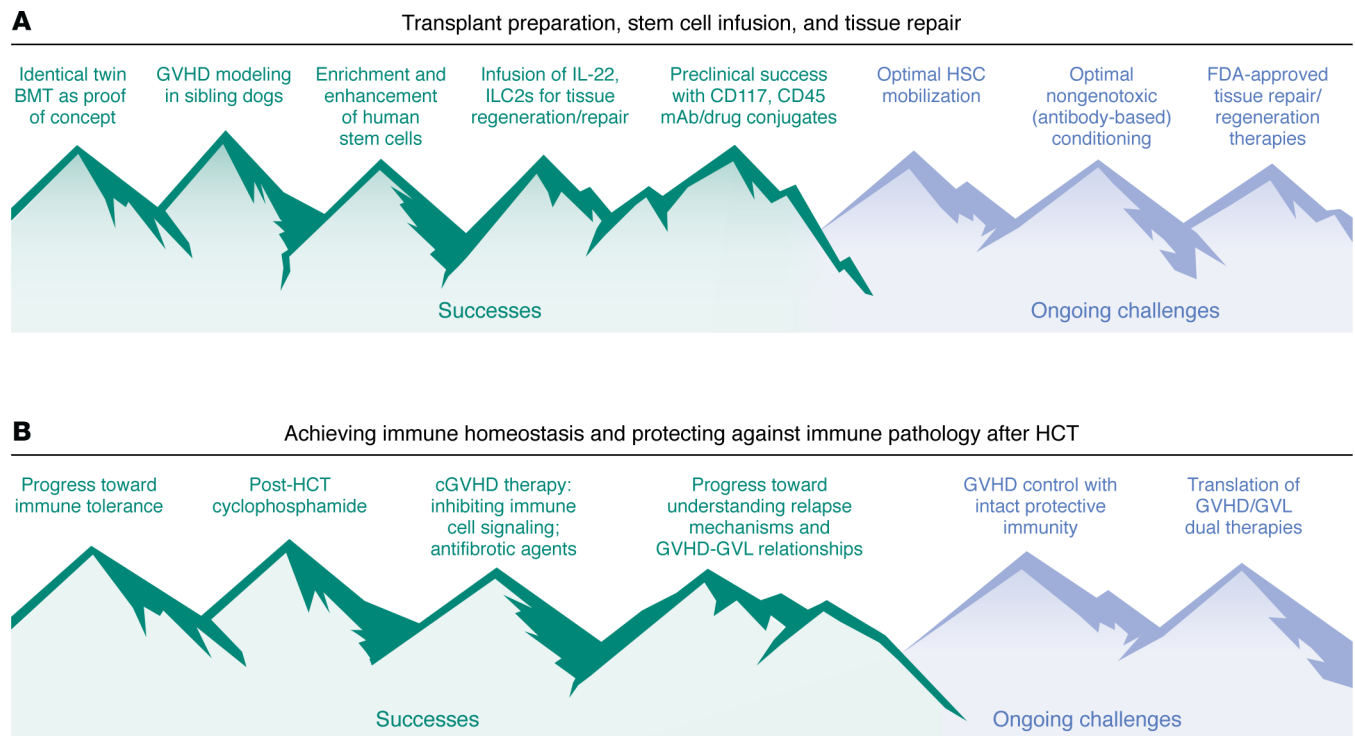 A
Transplant preparation, stem cell infusion, and tissue repair
Identical twin
BMT as proof
of concept
GVHD modeling
in sibling dogs
Enrichment and
enhancement
of human
stem cells
Infusion of IL-22,
ILC2s for tissue
regeneration/repair
Preclinical success
with CD117, CD45
mAb/drug conjugates
Optimal HSC
mobilization
Optimal
nongenotoxic
(antibody-based)
conditioning
FDA-approved
tissue repair/
regeneration
therapies
Successes
Ongoing challenges
B
Achieving immune homeostasis and protecting against immune pathology after HCT
Progress toward
immune tolerance
Post-HCT
cyclophosphamide
cGVHD therapy:
inhibiting immune
cell signaling;
antifibrotic agents
Progress toward
understanding relapse
mechanisms and
GVHD-GVL relationships
GVHD control with
intact protective
immunity
Translation of
GVHD/GVL
dual therapies
Successes
Ongoing challenges